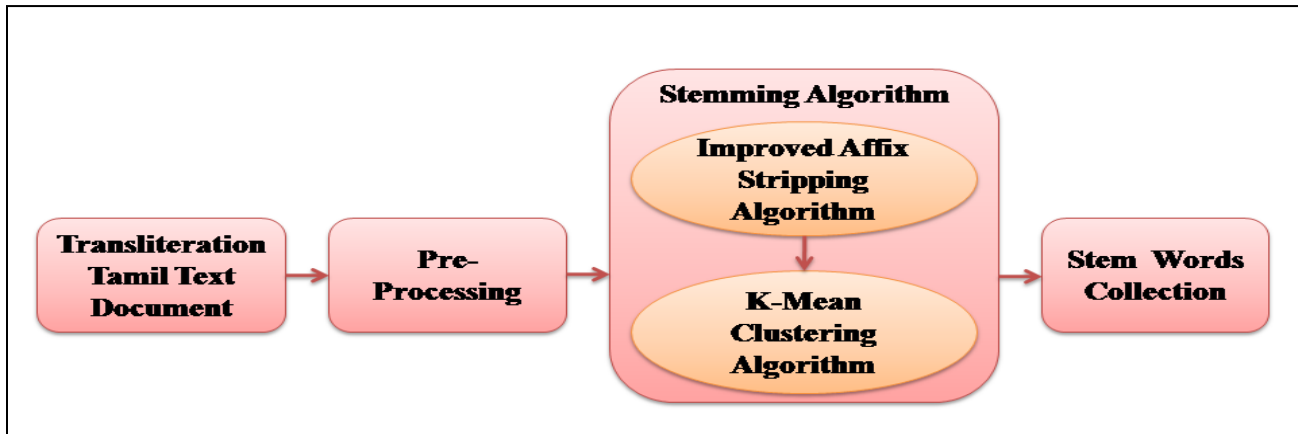 Transliteration
Tamil Text
Document
Pre-
Processing
Stemming Algorithm
Improved Affix
Stripping
Algorithm
K-Mean
Clustering
Algorithm
Stem Words
Collection